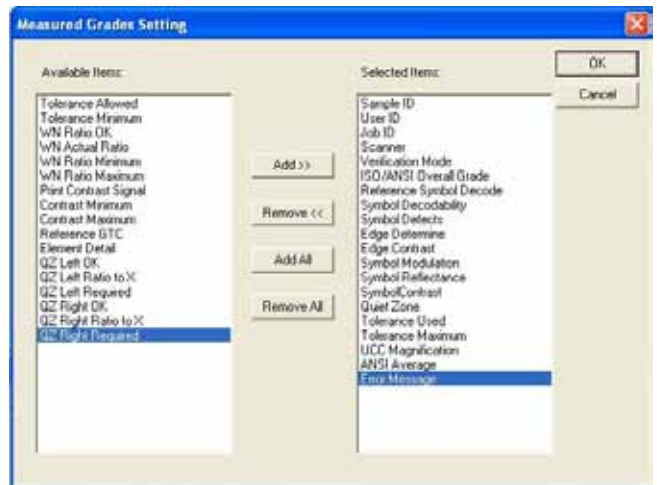 Measured Grades Setting
Available Items:
Tolerance Allowed
Tolerance Minimum
WN Ratio OK
WN Actual Ratio
WN Ratio Minimum
WN Ratio Maximum
Print Contrast Signal
Contrast Minimum
Contrast Maximum
Reference GTC
Element Detail
QZ Left OK
QZ Left Ratio to X
QZ Left Required
QZ Right OK
QZ Right Ratio to X
QZ Right Required
Add >>
Remove <<
Add All
Remove All
Selected Items:
Sample ID
User ID
Job ID
Scanner
Verification Mode
ISO/ANSI Overall Grade
Reference Symbol Decode
Symbol Decodability
Symbol Defects
Edge Determine
Edge Contrast
Symbol Modulation
Symbol Reflectance
SymbolContrast
Quiet Zone
Tolerance Used
Tolerance Maximum
UCC Magnification
ANSI Average
Error Message
OK
Cancel